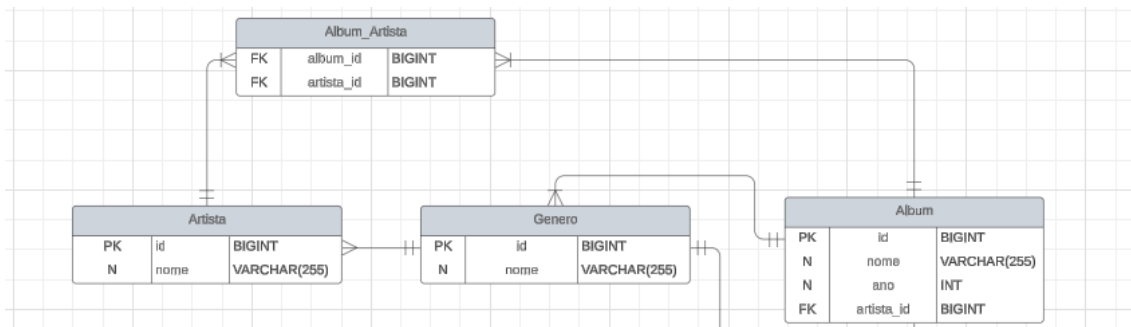 Album_Artista
FK album_id BIGINT
FK artista_id BIGINT
Artista
PK id BIGINT
N nome VARCHAR(255)
Genero
PK id BIGINT
N nome VARCHAR(255)
Album
PK id BIGINT
N nome VARCHAR(255)
N ano INT
FK artista_id BIGINT